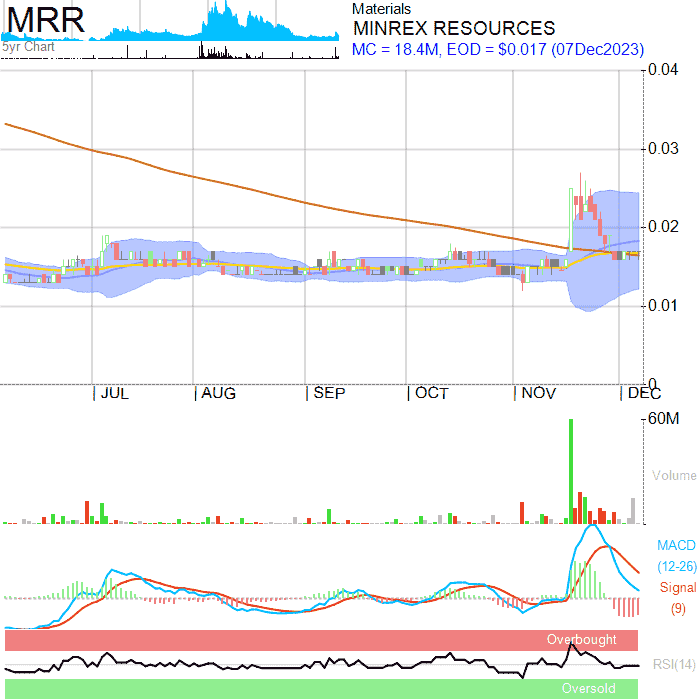 MRR
5yr Chart
Materials
MINREX RESOURCES
MC = 18.4M, EOD = $0.017 (07Dec2023)
0.04
0.03
0.02
0.01
0
JUL AUG SEP OCT NOV DEC
60M
Volume
MACD
(12-26)
Signal
(9)
Overbought
RSI(14)
Oversold